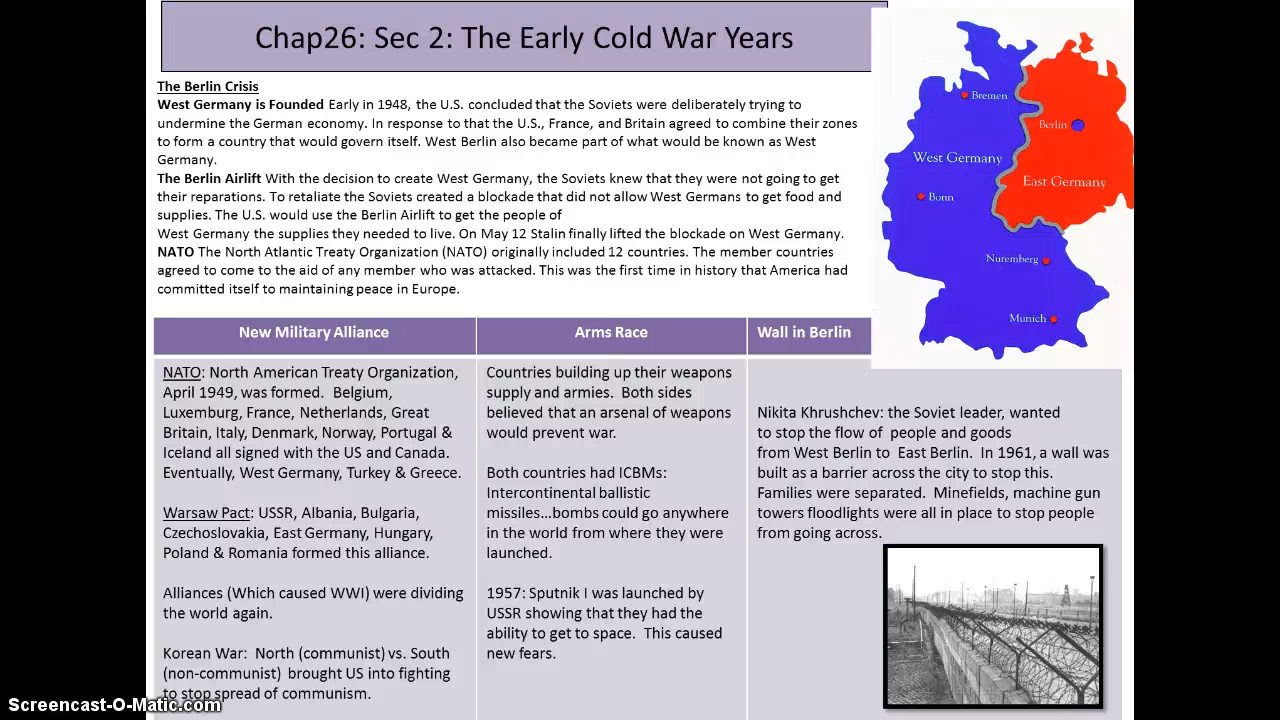 Chap26: Sec 2: The Early Cold War Years
The Berlin Crisis
West Germany is Founded Early in 1948, the U.S. concluded that the Soviets were deliberately trying to
undermine the German economy. In response to that the U.S., France, and Britain agreed to combine their zones
to form a country that would govern itself. West Berlin also became part of what would be known as West
Germany.
The Berlin Airlift With the decision to create West Germany, the Soviets knew that they were not going to get
their reparations. To retaliate the Soviets created a blockade that did not allow West Germans to get food and
supplies. The U.S. would use the Berlin Airlift to get the people of
West Germany the supplies they needed to live. On May 12 Stalin finally lifted the blockade on West Germany.
NATO The North Atlantic Treaty Organization (NATO) originally included 12 countries. The member countries
agreed to come to the aid of any member who was attacked. This was the first time in history that America had
committed itself to maintaining peace in Europe.
Bremen
Berlin
West Germany
East Germany
Bonn
Nuremberg
Munich
New Military Alliance
NATO: North American Treaty Organization,
April 1949, was formed. Belgium,
Luxemburg, France, Netherlands, Great
Britain, Italy, Denmark, Norway, Portugal &
Iceland all signed with the US and Canada.
Eventually, West Germany, Turkey & Greece.
Warsaw Pact: USSR, Albania, Bulgaria,
Czechoslovakia, East Germany, Hungary,
Poland & Romania formed this alliance.
Alliances (Which caused WWI) were dividing
the world again.
Korean War: North (communist) vs. South
(non-communist) brought US into fighting
to stop spread of communism.
Arms Race
Countries building up their weapons
supply and armies. Both sides
believed that an arsenal of weapons
would prevent war.
Both countries had ICBMs:
Intercontinental ballistic
missiles...bombs could go anywhere
in the world from where they were
launched.
1957: Sputnik I was launched by
USSR showing that they had the
ability to get to space. This caused
new fears.
Wall in Berlin
Nikita Khrushchev: the Soviet leader, wanted
to stop the flow of people and goods
from West Berlin to East Berlin. In 1961, a wall was
built as a barrier across the city to stop this.
Families were separated. Minefields, machine gun
towers floodlights were all in place to stop people
from going across.
Screencast-O-Matic.com